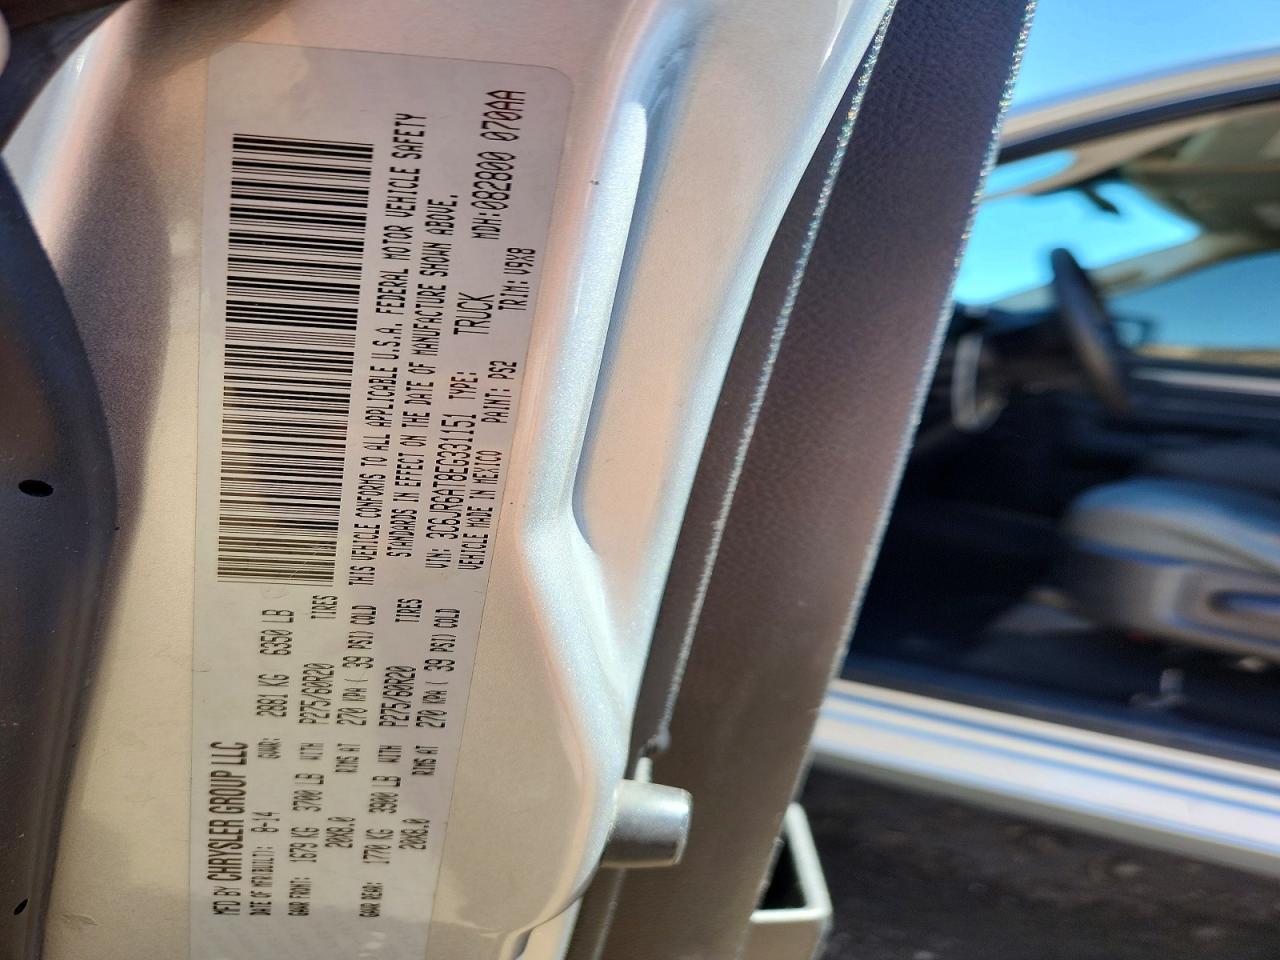 MFD BY CHRYSLER GROUP LLC
DATE OF MFR(BUILT): 8-14 GVWR: 2881 KG 6350 LB
GAWR FRONT: 1679 KG 3700 LB WITH P275/60R20 TIRES
20X8.0 RIMS AT 270 KPA ( 39 PSI) COLD
GAWR REAR: 1770 KG 3900 LB WITH P275/60R20 TIRES
20X8.0 RIMS AT 270 KPA ( 39 PSI) COLD
THIS VEHICLE CONFORMS TO ALL APPLICABLE U.S.A. FEDERAL MOTOR VEHICLE SAFETY
STANDARDS IN EFFECT ON THE DATE OF MANUFACTURE SHOWN ABOVE.
VIN: 3C6JR6AT8EG331151 TYPE: TRUCK MDH:082800 070AA
VEHICLE MADE IN MEXICO PAINT: PS2 TRIM: V9X8